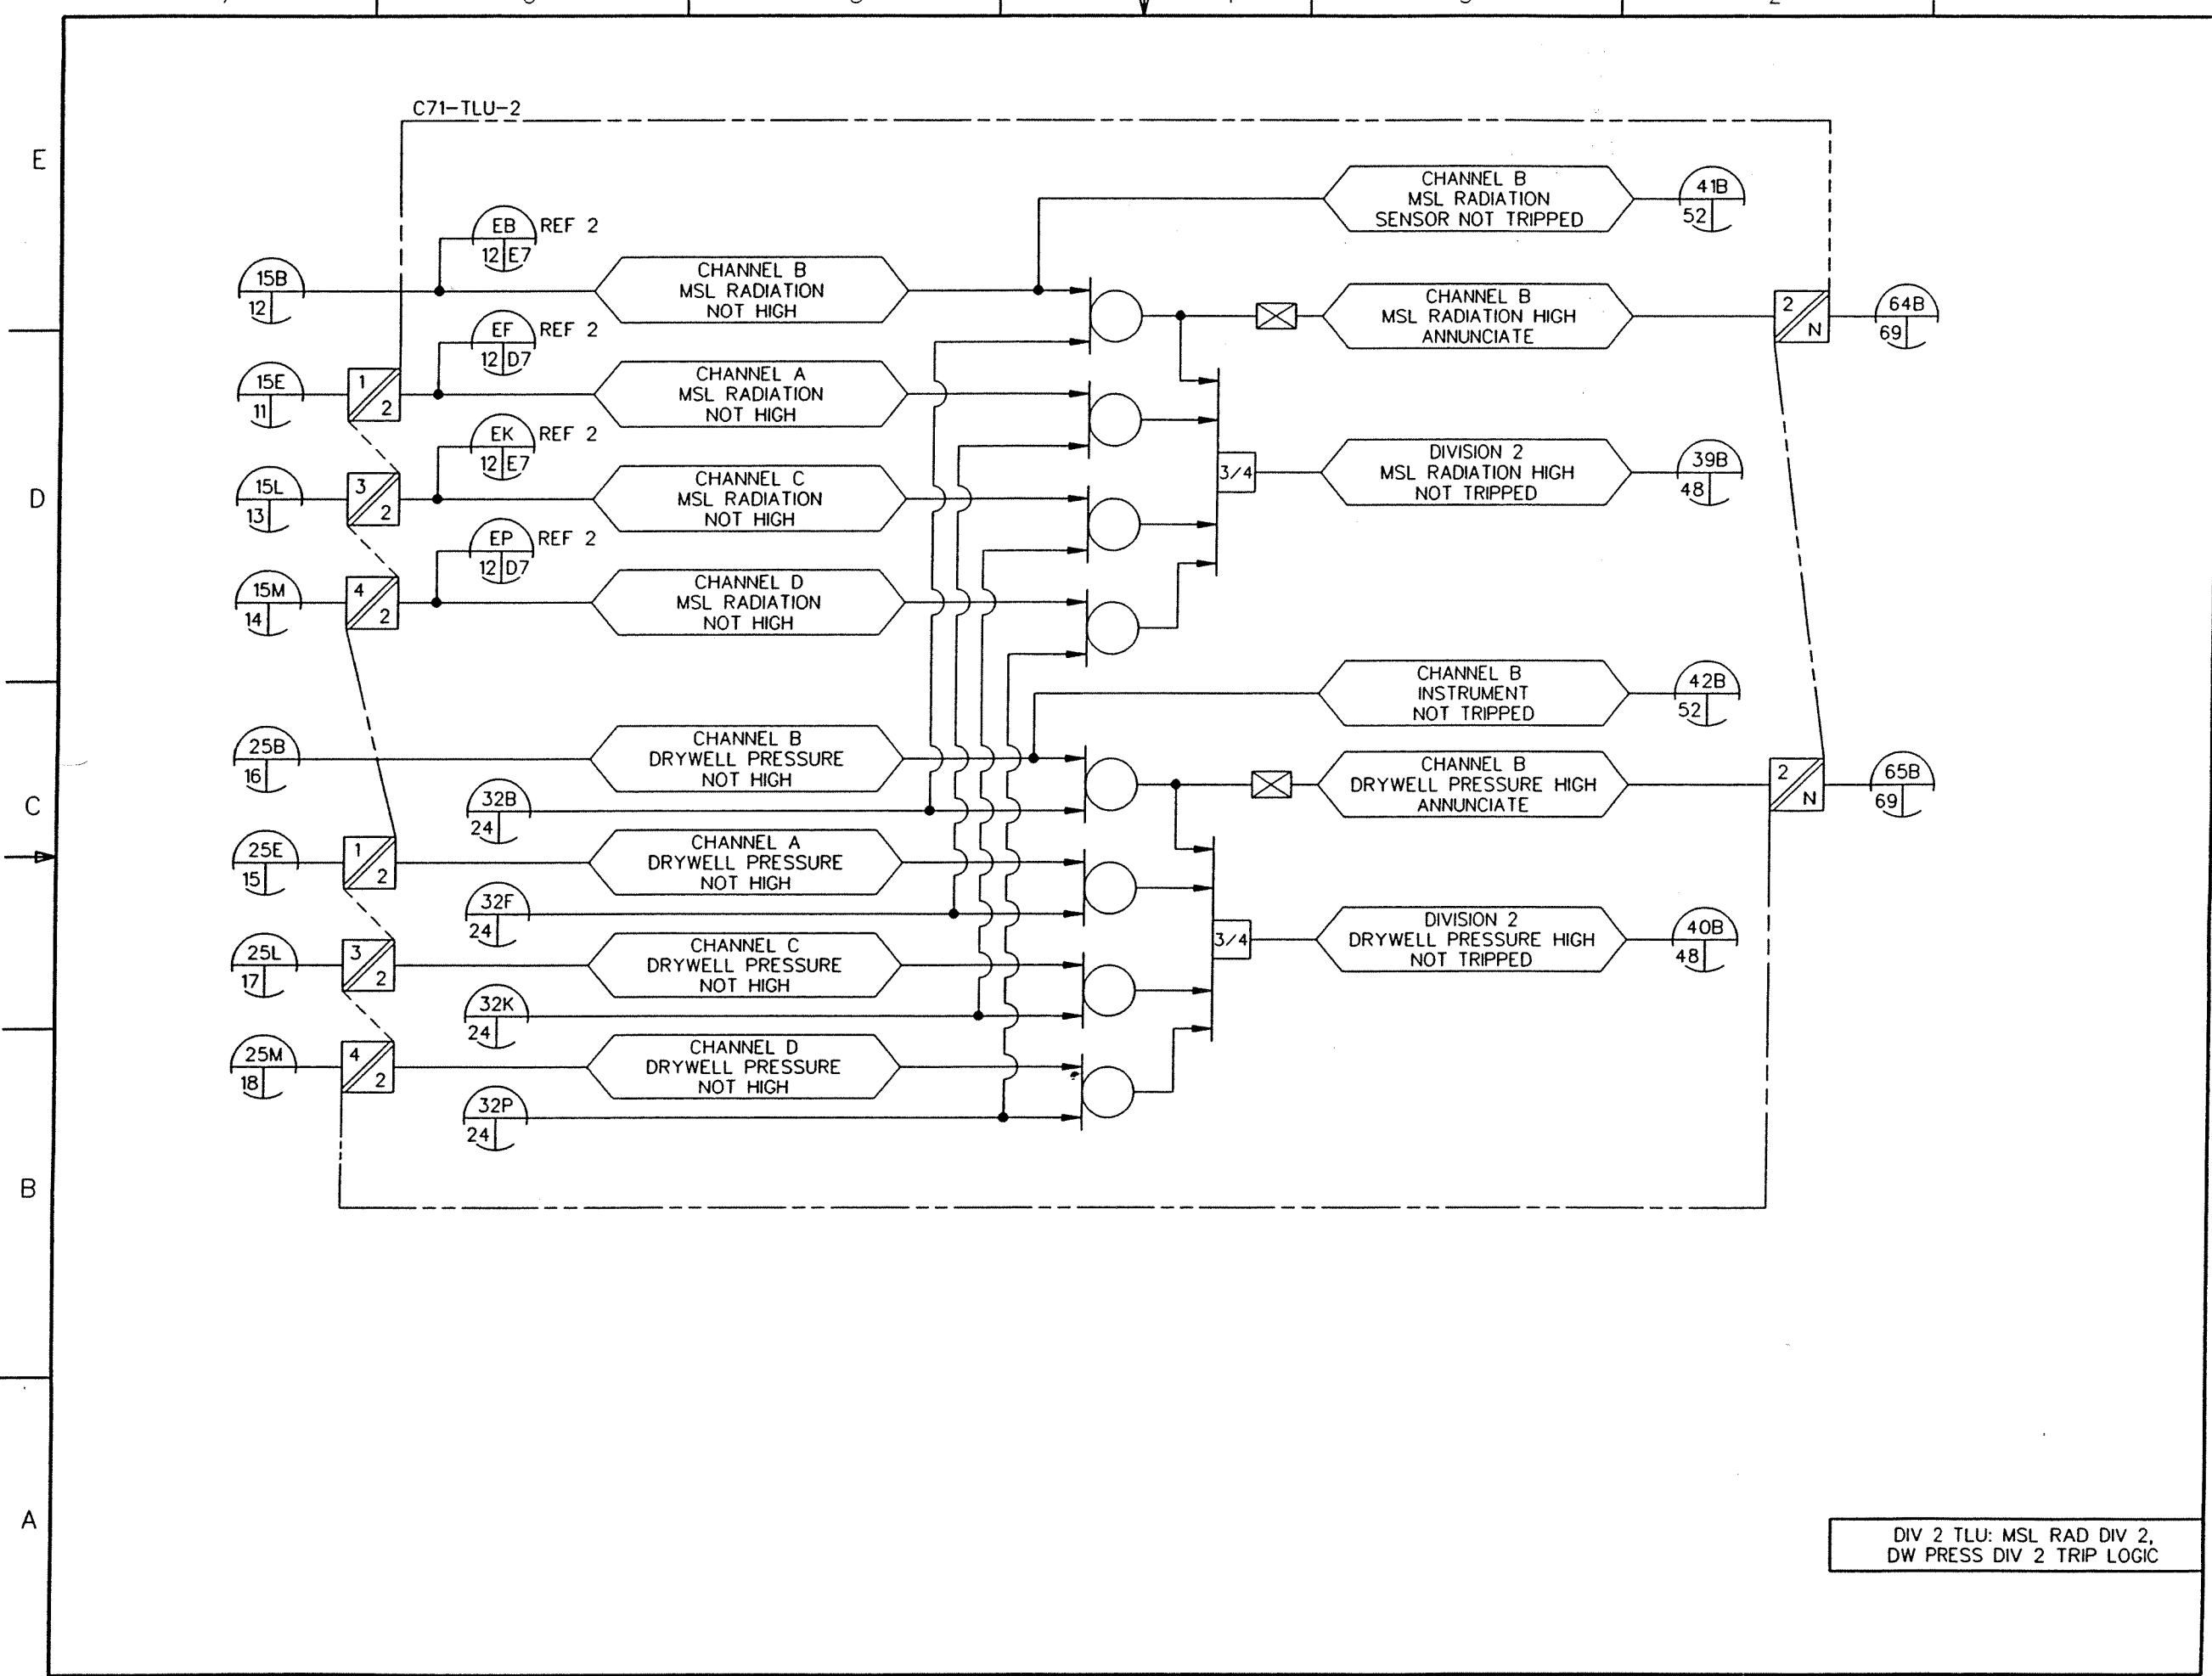 C71-TLU-2
E
CHANNEL B
MSL RADIATION
SENSOR NOT TRIPPED
41B
52
EB
REF 2
12 E7
15B
12
CHANNEL B
MSL RADIATION
NOT HIGH
CHANNEL B
MSL RADIATION HIGH
ANNUNCIATE
2
N
64B
69
EF
REF 2
12 D7
15E
11
1
2
CHANNEL A
MSL RADIATION
NOT HIGH
EK
REF 2
12 E7
D
15L
13
3
2
CHANNEL C
MSL RADIATION
NOT HIGH
3/4
DIVISION 2
MSL RADIATION HIGH
NOT TRIPPED
39B
48
EP
REF 2
12 D7
15M
14
4
2
CHANNEL D
MSL RADIATION
NOT HIGH
CHANNEL B
INSTRUMENT
NOT TRIPPED
42B
52
25B
16
CHANNEL B
DRYWELL PRESSURE
NOT HIGH
CHANNEL B
DRYWELL PRESSURE HIGH
ANNUNCIATE
2
N
65B
69
C
32B
24
25E
15
1
2
CHANNEL A
DRYWELL PRESSURE
NOT HIGH
32F
24
25L
17
3
2
CHANNEL C
DRYWELL PRESSURE
NOT HIGH
3/4
DIVISION 2
DRYWELL PRESSURE HIGH
NOT TRIPPED
40B
48
32K
24
25M
18
4
2
CHANNEL D
DRYWELL PRESSURE
NOT HIGH
32P
24
B
A
DIV 2 TLU: MSL RAD DIV 2,
DW PRESS DIV 2 TRIP LOGIC